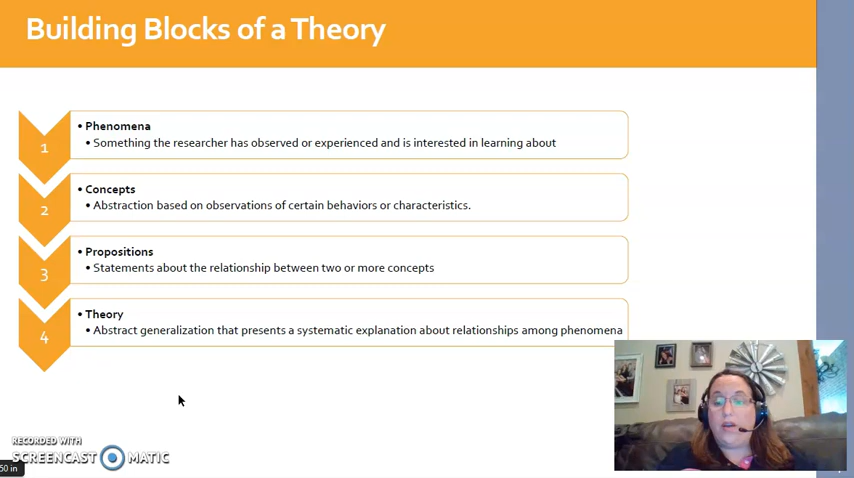 Building Blocks of a Theory
1
• Phenomena
• Something the researcher has observed or experienced and is interested in learning about
2
• Concepts
• Abstraction based on observations of certain behaviors or characteristics.
3
• Propositions
• Statements about the relationship between two or more concepts
4
• Theory
• Abstract generalization that presents a systematic explanation about relationships among phenomena
RECORDED WITH
SCREENCAST MATIC
50 in